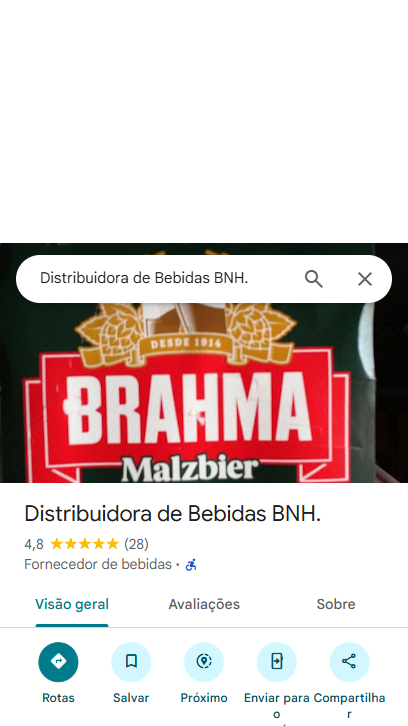 Distribuidora de Bebidas BNH.
DESDE 1914
BRAHMA
Malzbier
Distribuidora de Bebidas BNH.
4,8 (28)
Fornecedor de bebidas ·
Visão geral Avaliações Sobre
Rotas Salvar Próximo Enviar para o Compartilhar